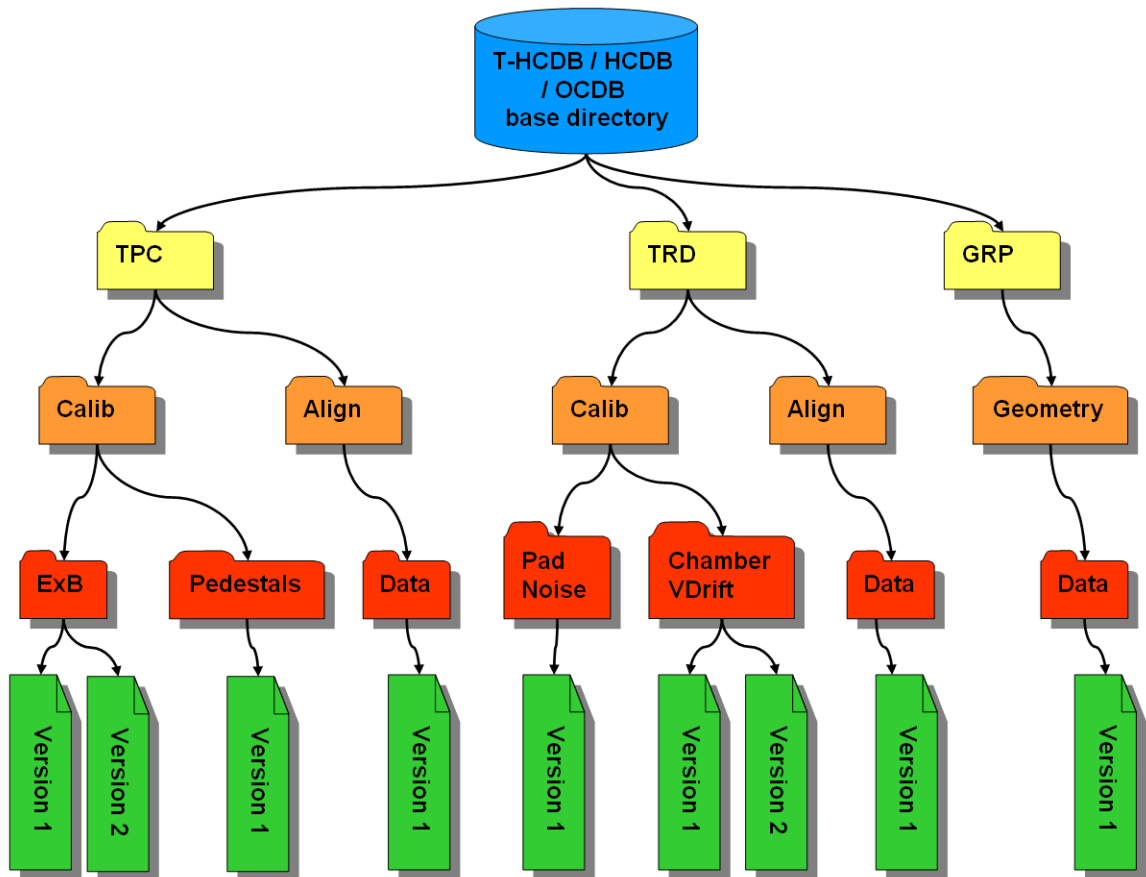 T-HCDB / HCDB
/ OCDB
base directory
TPC
TRD
GRP
Calib
Align
Calib
Align
Geometry
ExB
Pedestals
Data
Pad
Noise
Chamber
VDrift
Data
Data
Version 1
Version 2
Version 1
Version 1
Version 1
Version 1
Version 2
Version 1
Version 1